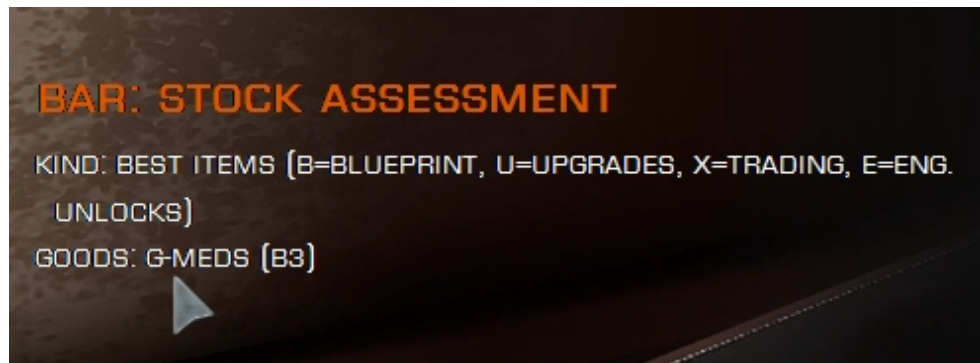 BAR: STOCK ASSESSMENT
KIND: BEST ITEMS (B=BLUEPRINT, U=UPGRADES, X=TRADING, E=ENG.
UNLOCKS)
GOODS: G-MEDS (B3)